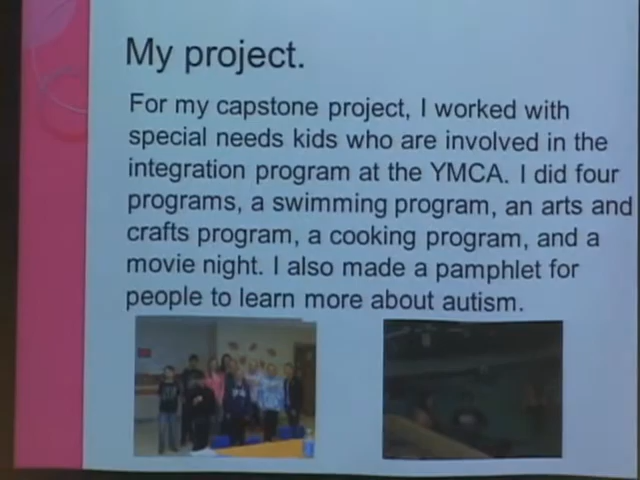 My project.
For my capstone project, I worked with
special needs kids who are involved in the
integration program at the YMCA. I did four
programs, a swimming program, an arts and
crafts program, a cooking program, and a
movie night. I also made a pamphlet for
people to learn more about autism.